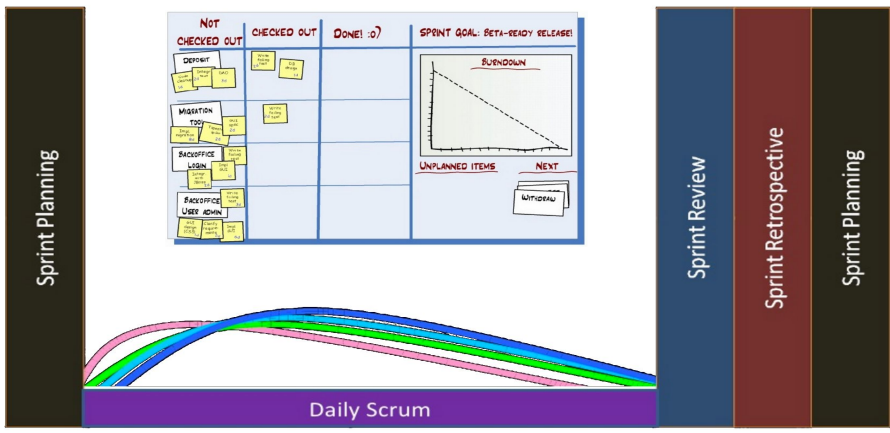 Sprint Planning
NOT
CHECKED OUT
CHECKED OUT
DONE! :o)
SPRINT GOAL: BETA-READY RELEASE!
DEPOSIT
MIGRATION
TOOL
BACKOFFICE
LOGIN
BACKOFFICE
USER ADMIN
BURNDOWN
UNPLANNED ITEMS
NEXT
WITHDRAW
Daily Scrum
Sprint Review
Sprint Retrospective
Sprint Planning